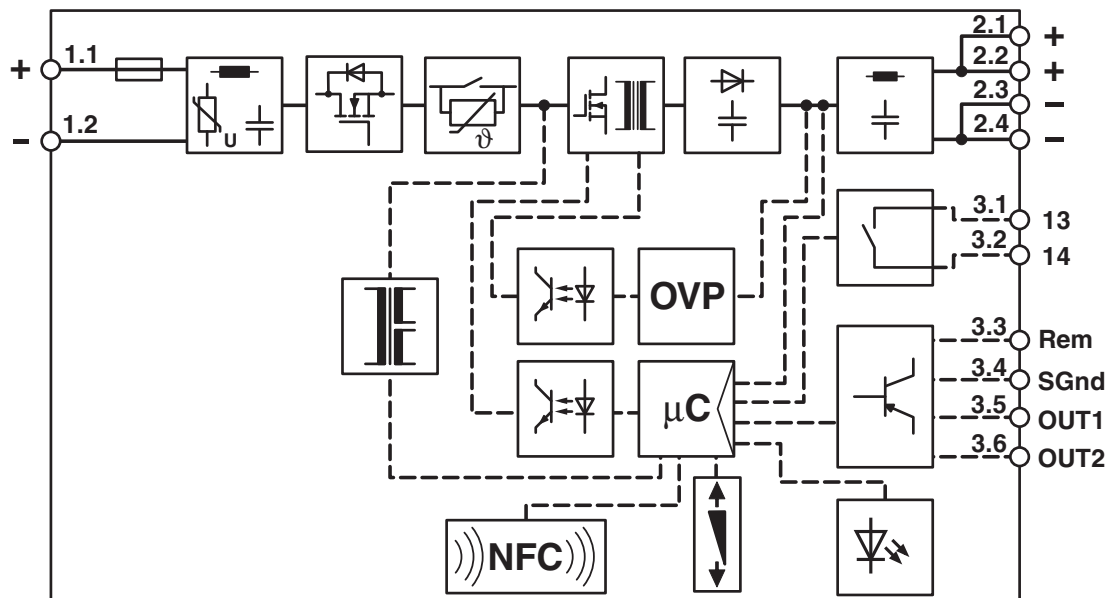 2.1
+
1.1
+
2.2
+
2.3
–
1.2
–
U
ϑ
2.4
–
3.1
13
3.2
14
OVP
3.3
Rem
3.4
SGnd
µC
3.5
OUT1
3.6
OUT2
NFC